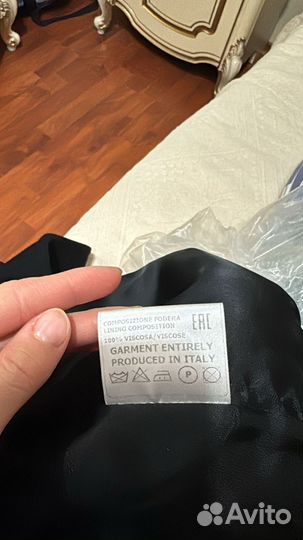 COMPOSIZIONE FODERA
LINING COMPOSITION
100% VISCOSA/VISCOSE
EAC
GARMENT ENTIRELY
PRODUCED IN ITALY
P
Avito